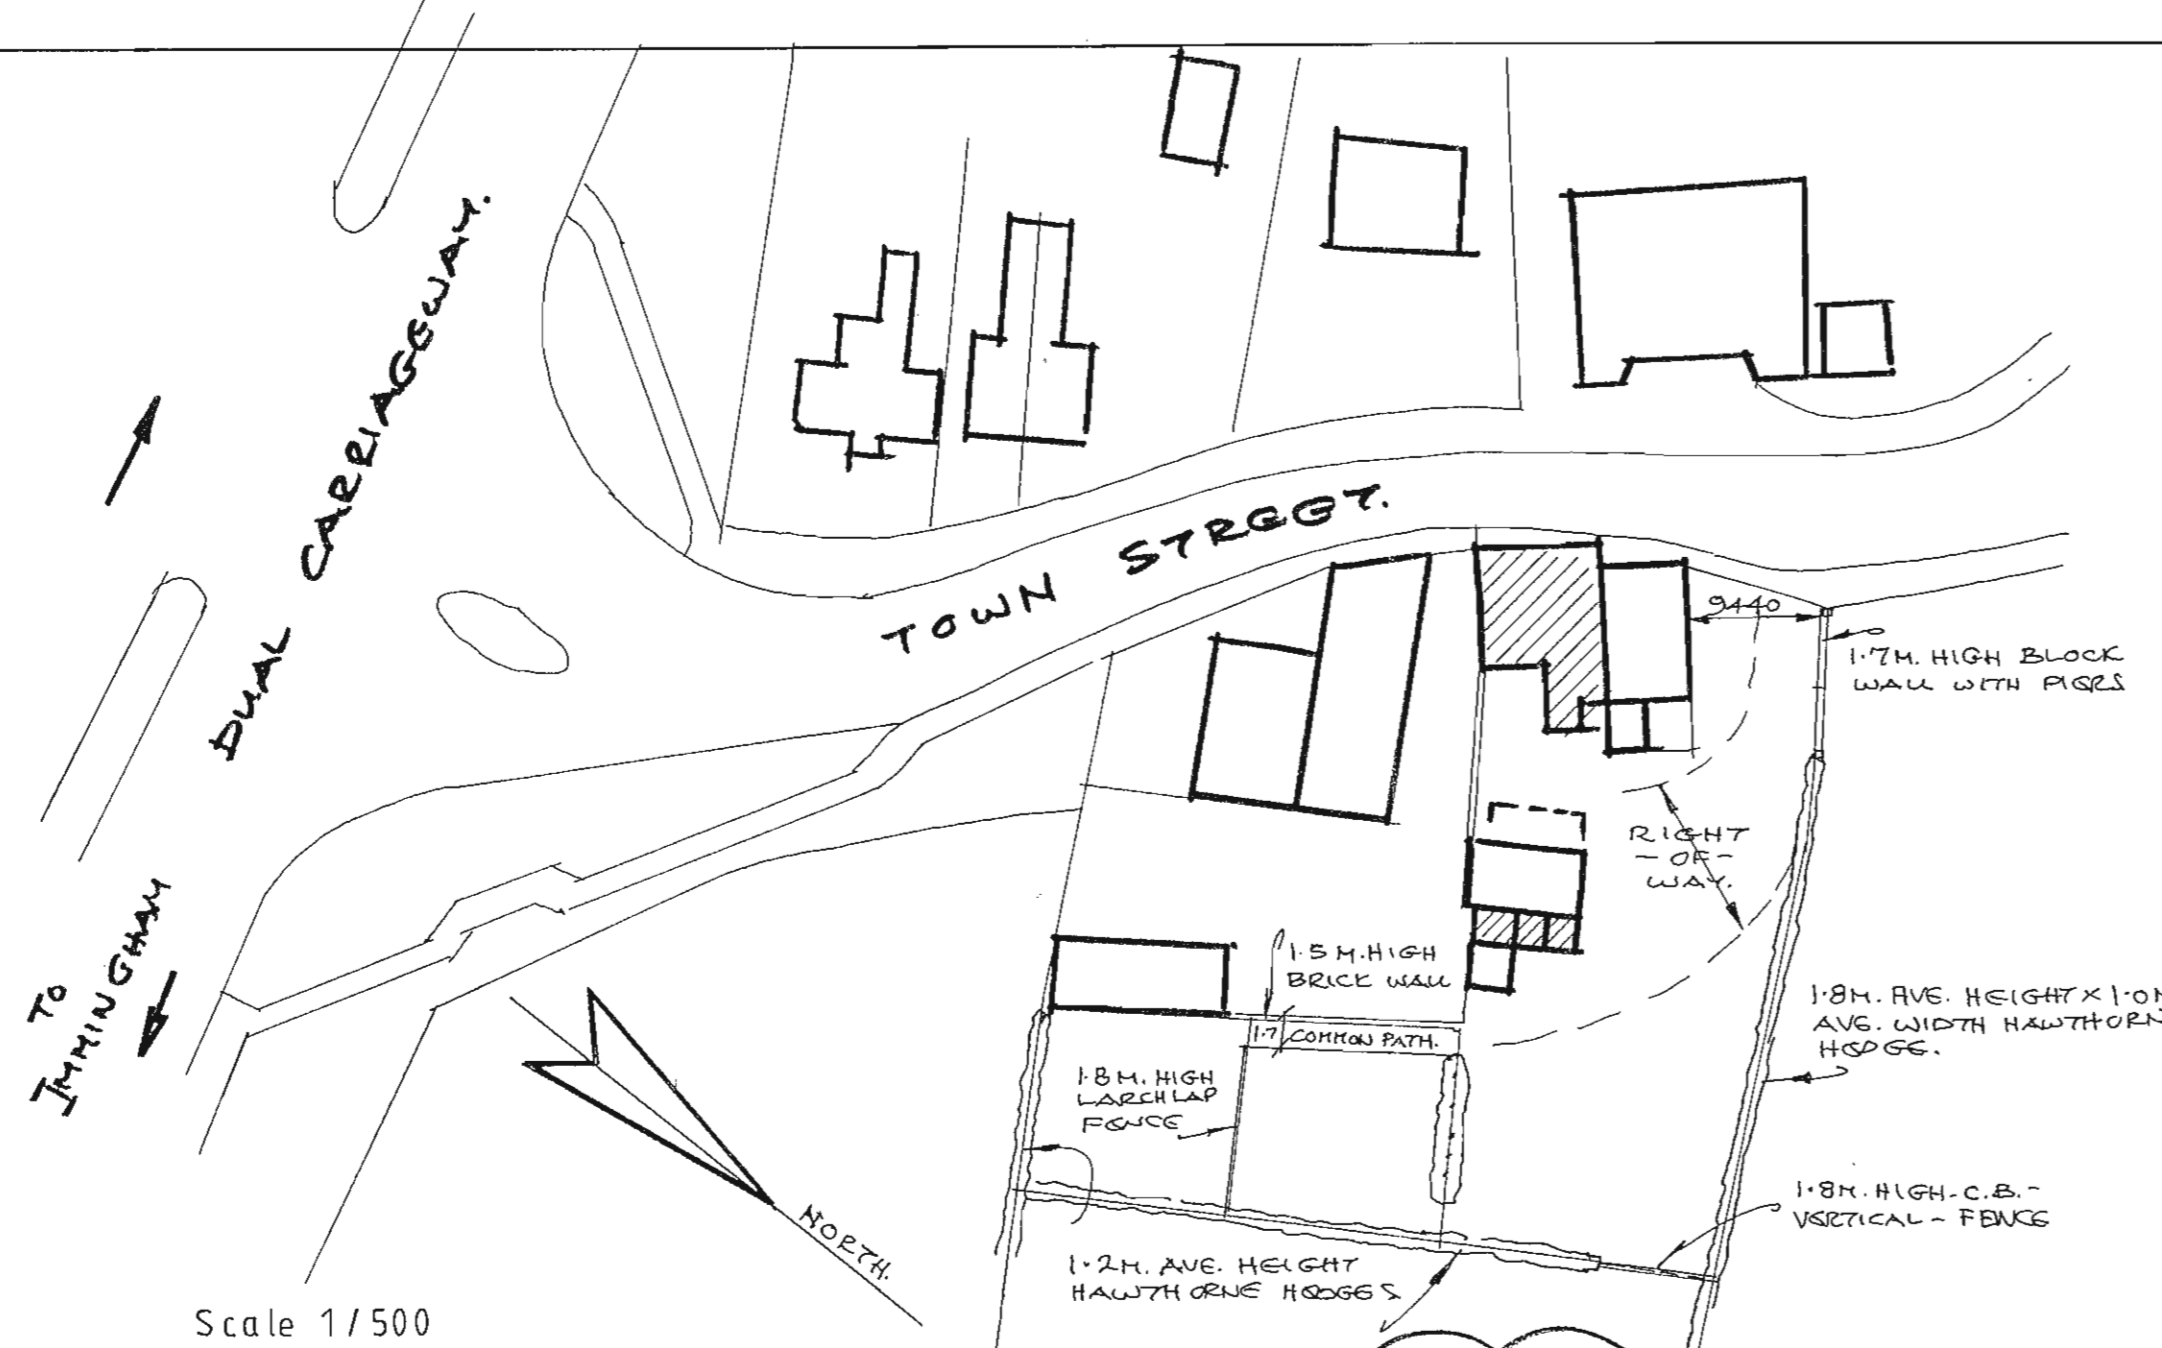 DUAL CARRIAGEWAY.
TOWN STREET.
9440
1.7M. HIGH BLOCK
WALL WITH PIERS
RIGHT
- OF -
WAY.
1.5 M. HIGH
BRICK WALL
1.7
COMMON PATH.
1.8M. AVE. HEIGHT X 1.0M
AVE. WIDTH HAWTHORN
HEDGE.
1.8M. HIGH
LARCHLAP
FENCE
1.8M. HIGH - C.B. -
VERTICAL - FENCE
1.2M. AVE. HEIGHT
HAWTHORNE HEDGES
TO
IMMINGHAM
NORTH.
Scale 1/500